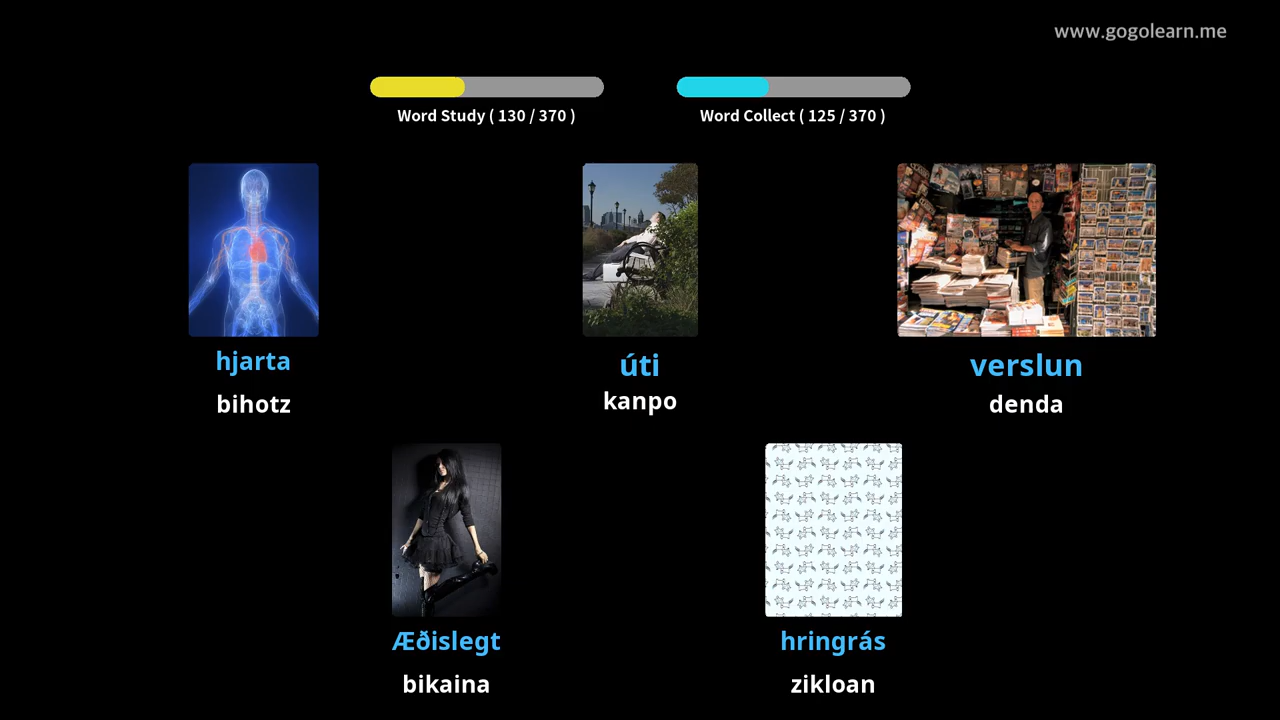 www.gogolearn.me
Word Study ( 130 / 370 )
Word Collect ( 125 / 370 )
hjarta
bihotz
úti
kanpo
verslun
denda
Æðislegt
bikaina
hringrás
zikloan